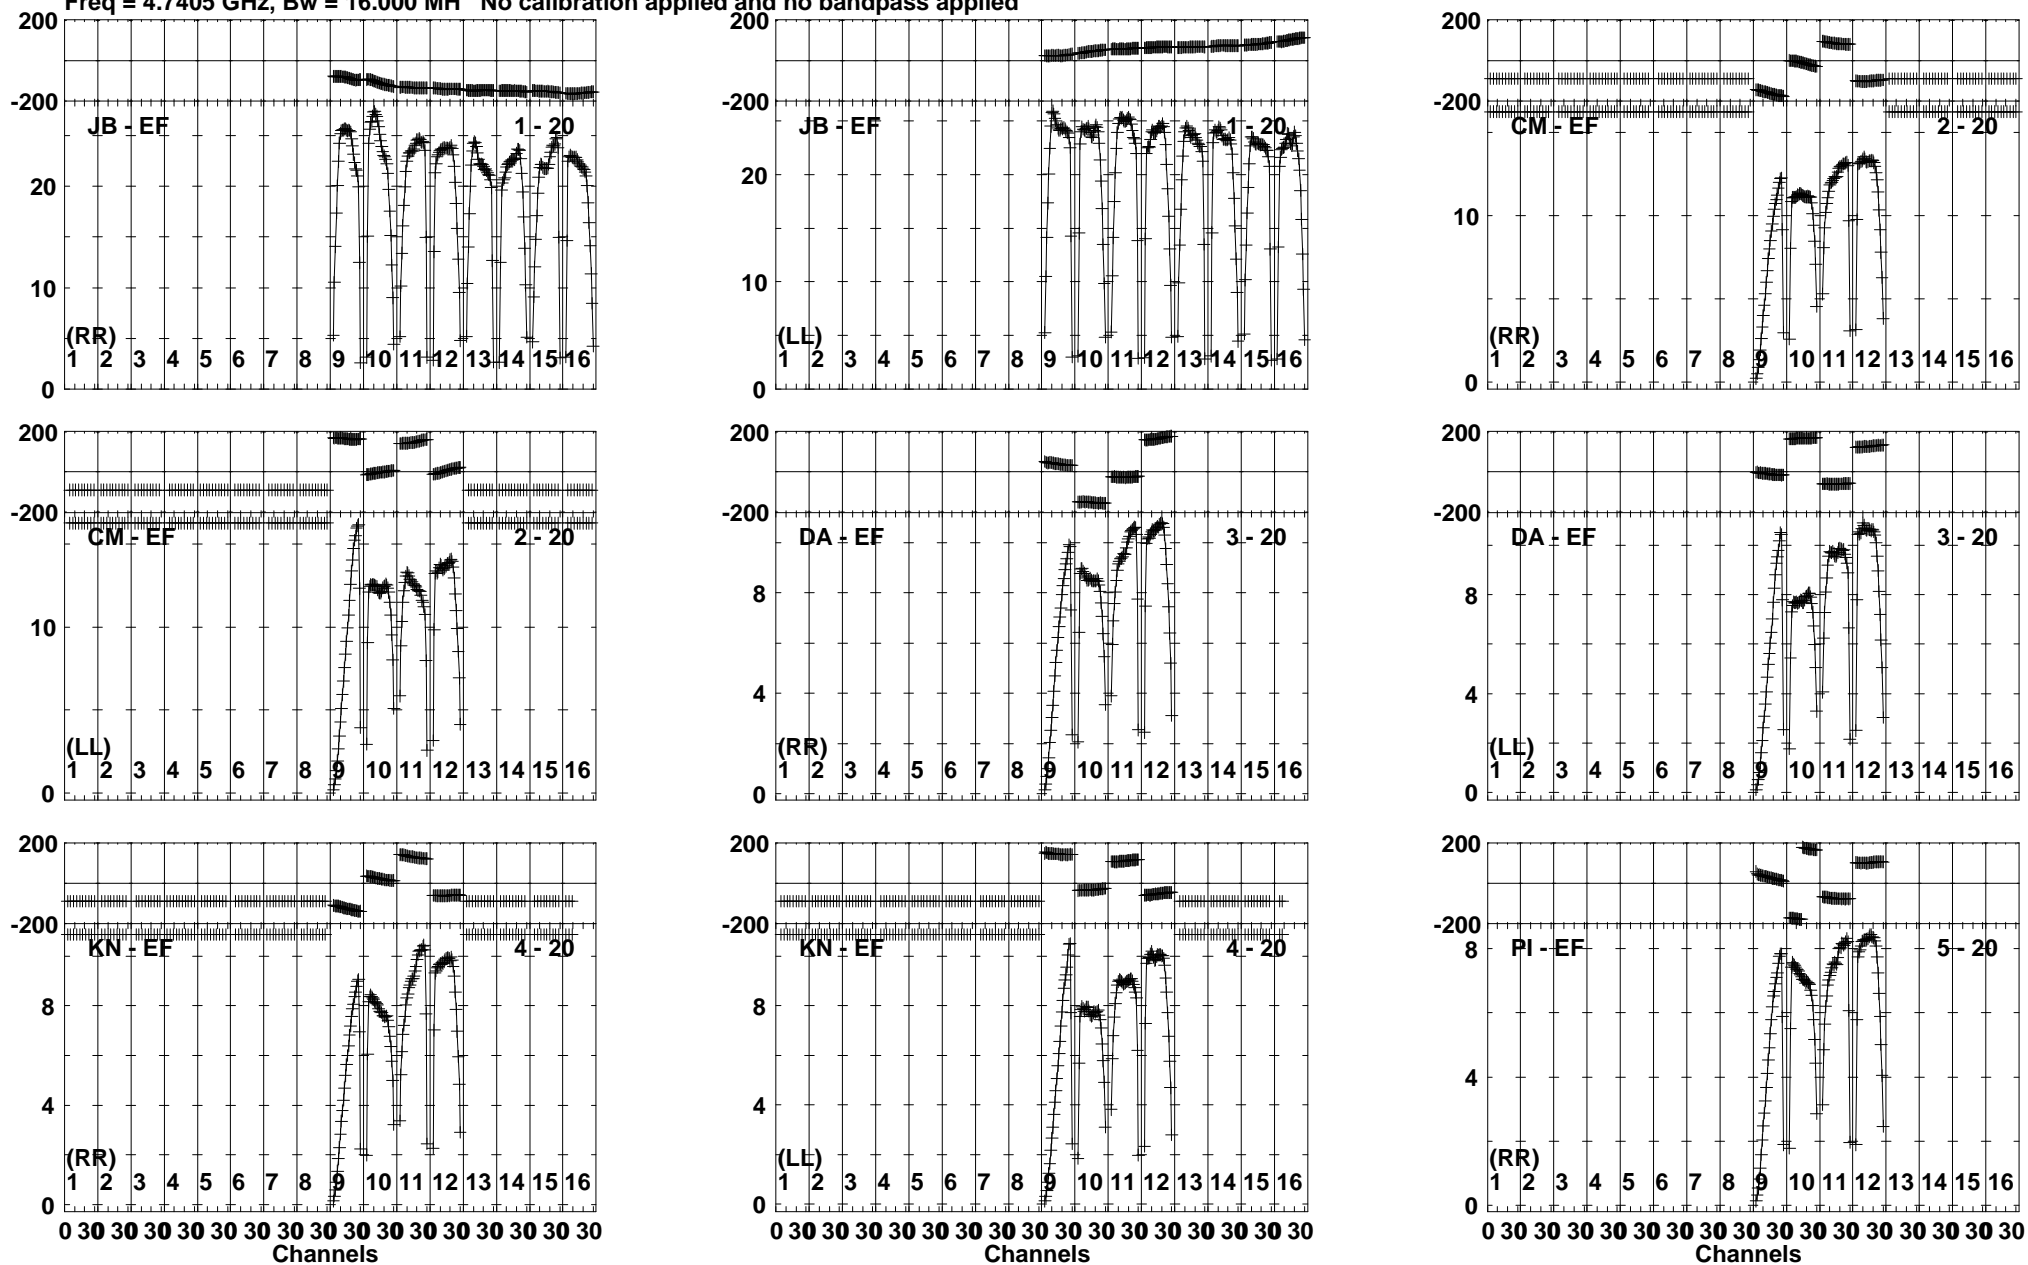 Freq = 4.7405 GHz, Bw = 16.000 MH No calibration applied and no bandpass applied
200 200 200
-200 -200 -200
JB - EF 1 - 20 JB - EF 1 - 20 CM - EF 2 - 20
20 20 10
10 10
(RR) (LL) (RR)
1 2 3 4 5 6 7 8 9 10 11 12 13 14 15 16 1 2 3 4 5 6 7 8 9 10 11 12 13 14 15 16 1 2 3 4 5 6 7 8 9 10 11 12 13 14 15 16
0 0 0
200 200 200
-200 -200 -200
CM - EF 2 - 20 DA - EF 3 - 20 DA - EF 3 - 20
10 8 8
4 4
(LL) (RR) (LL)
1 2 3 4 5 6 7 8 9 10 11 12 13 14 15 16 1 2 3 4 5 6 7 8 9 10 11 12 13 14 15 16 1 2 3 4 5 6 7 8 9 10 11 12 13 14 15 16
0 0 0
200 200 200
-200 -200 -200
KN - EF 4 - 20 KN - EF 4 - 20 PI - EF 5 - 20
8 8 8
4 4 4
(RR) (LL) (RR)
1 2 3 4 5 6 7 8 9 10 11 12 13 14 15 16 1 2 3 4 5 6 7 8 9 10 11 12 13 14 15 16 1 2 3 4 5 6 7 8 9 10 11 12 13 14 15 16
0 0 0
0 30 30 30 30 30 30 30 30 30 30 30 30 30 30 30 30 0 30 30 30 30 30 30 30 30 30 30 30 30 30 30 30 30 0 30 30 30 30 30 30 30 30 30 30 30 30 30 30 30 30
Channels Channels Channels